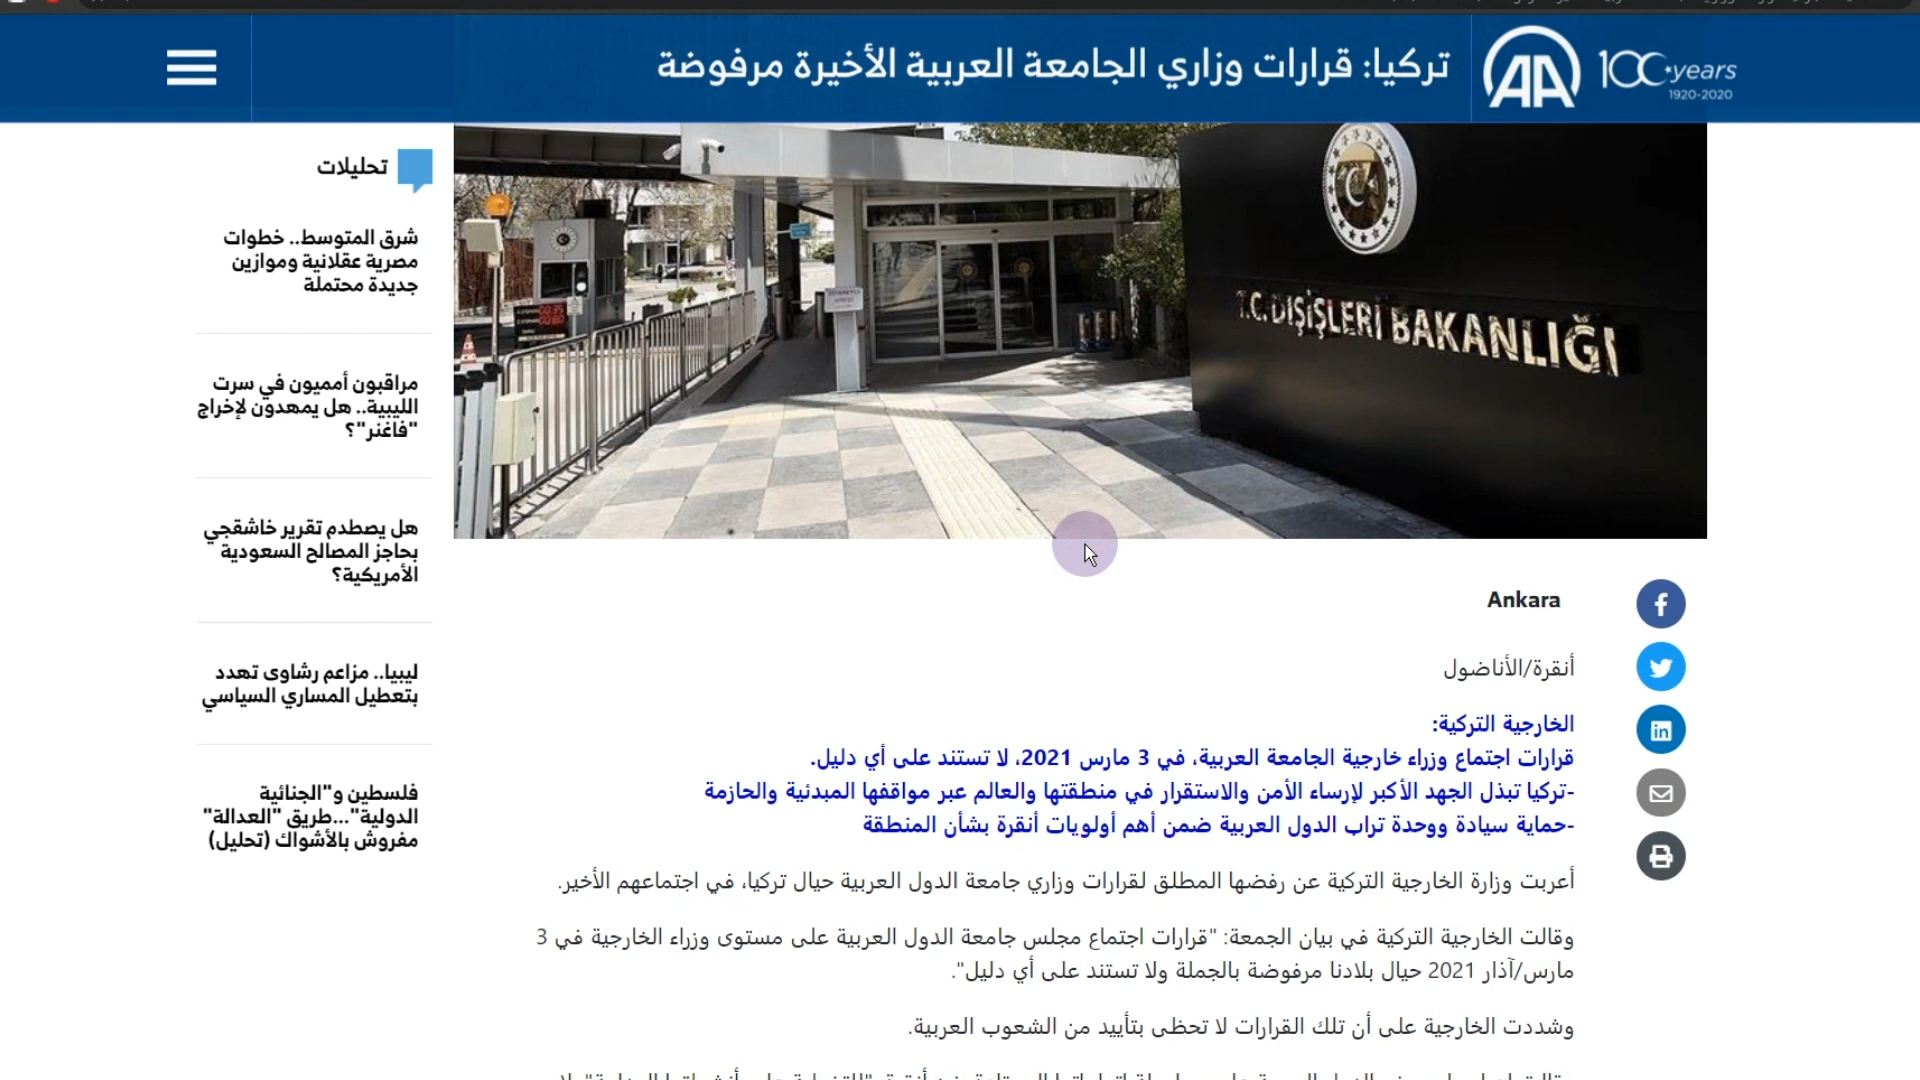 تركيا: قرارات وزاري الجامعة العربية الأخيرة مرفوضة
AA
100 years
1920-2020
T.C. DIŞİŞLERİ BAKANLIĞI
Ankara
أنقرة/الأناضول
الخارجية التركية:
قرارات اجتماع وزراء خارجية الجامعة العربية، في 3 مارس 2021، لا تستند على أي دليل.
-تركيا تبذل الجهد الأكبر لإرساء الأمن والاستقرار في منطقتها والعالم عبر مواقفها المبدئية والحازمة
-حماية سيادة ووحدة تراب الدول العربية ضمن أهم أولويات أنقرة بشأن المنطقة
أعربت وزارة الخارجية التركية عن رفضها المطلق لقرارات وزاري جامعة الدول العربية حيال تركيا، في اجتماعهم الأخير.
وقالت الخارجية التركية في بيان الجمعة: "قرارات اجتماع مجلس جامعة الدول العربية على مستوى وزراء الخارجية في 3
مارس/آذار 2021 حيال بلادنا مرفوضة بالجملة ولا تستند على أي دليل".
وشددت الخارجية على أن تلك القرارات لا تحظى بتأييد من الشعوب العربية.
تحليلات
شرق المتوسط.. خطوات
مصرية عقلانية وموازين
جديدة محتملة
مراقبون أمميون في سرت
الليبية.. هل يمهدون لإخراج
"فاغنر"؟
هل يصطدم تقرير خاشقجي
بحاجز المصالح السعودية
الأمريكية؟
ليبيا.. مزاعم رشاوى تهدد
بتعطيل المساري السياسي
فلسطين و"الجنائية
الدولية"...طريق "العدالة"
مفروش بالأشواك (تحليل)